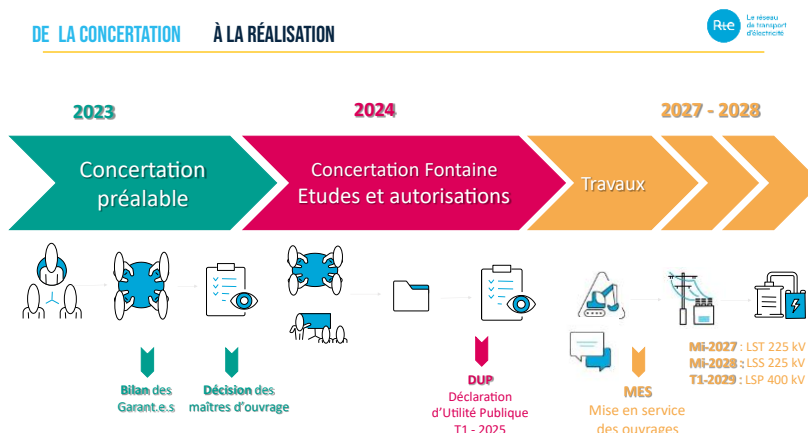 DE LA CONCERTATION À LA RÉALISATION
Rte
Le réseau
de transport
d'électricité
2023
2024
2027 - 2028
Concertation
préalable
Concertation Fontaine
Etudes et autorisations
Travaux
Bilan des
Garant.e.s
Décision des
maîtres d'ouvrage
DUP
Déclaration
d'Utilité Publique
T1 - 2025
MES
Mise en service
des ouvrages
Mi-2027 : LST 225 kV
Mi-2028 : LSS 225 kV
T1-2029 : LSP 400 kV